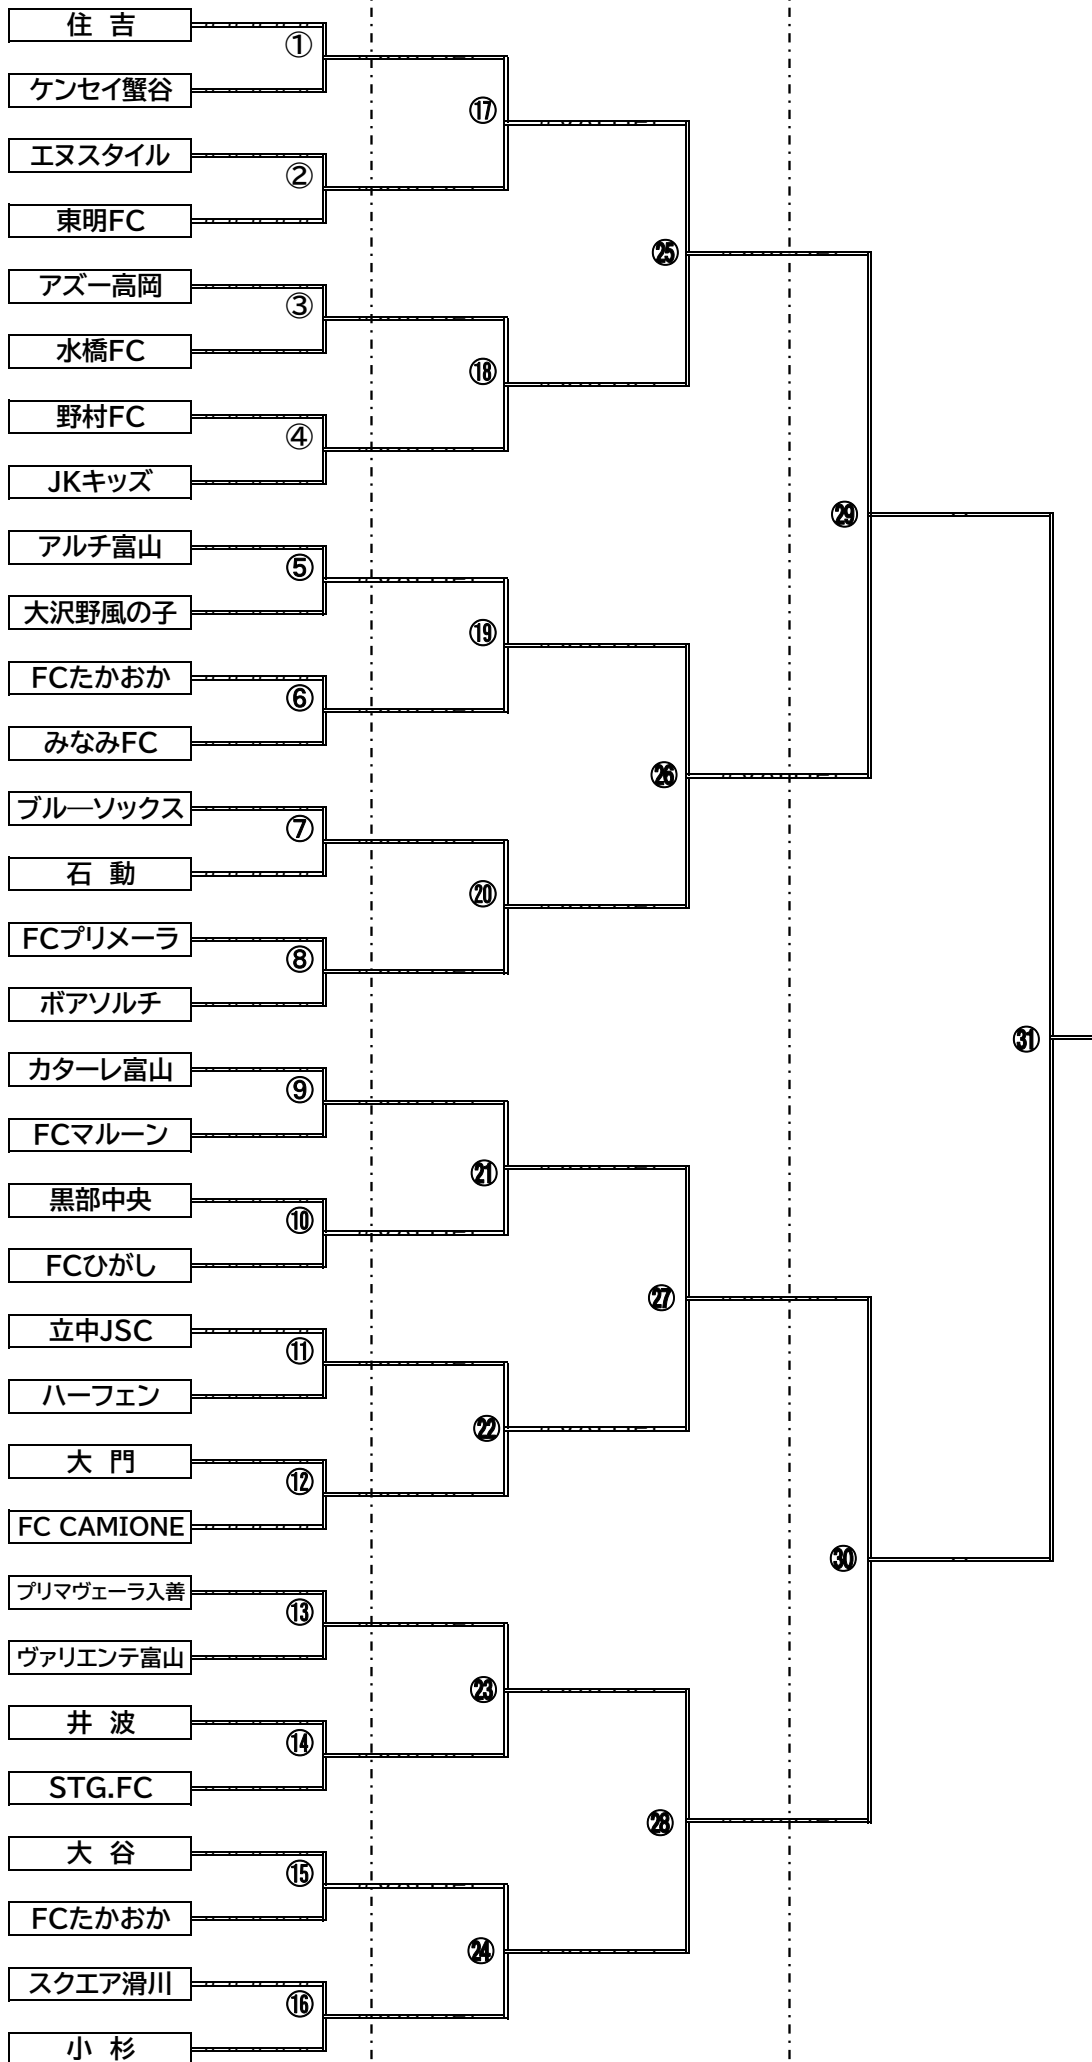 住 吉
①
ケンセイ蟹谷
⑰
エヌスタイル
②
東明FC
㉕
アズー高岡
③
水橋FC
⑱
野村FC
④
JKキッズ
㉙
アルチ富山
⑤
大沢野風の子
⑲
FCたかおか
⑥
みなみFC
㉖
ブル―ソックス
⑦
石 動
⑳
FCプリメーラ
⑧
ボアソルチ
㉛
カターレ富山
⑨
FCマルーン
㉑
黒部中央
⑩
FCひがし
㉗
立中JSC
⑪
ハーフェン
㉒
大 門
⑫
FC CAMIONE
㉚
プリマヴェーラ入善
⑬
ヴァリエンテ富山
㉓
井 波
⑭
STG.FC
㉘
大 谷
⑮
FCたかおか
㉔
スクエア滑川
⑯
小 杉